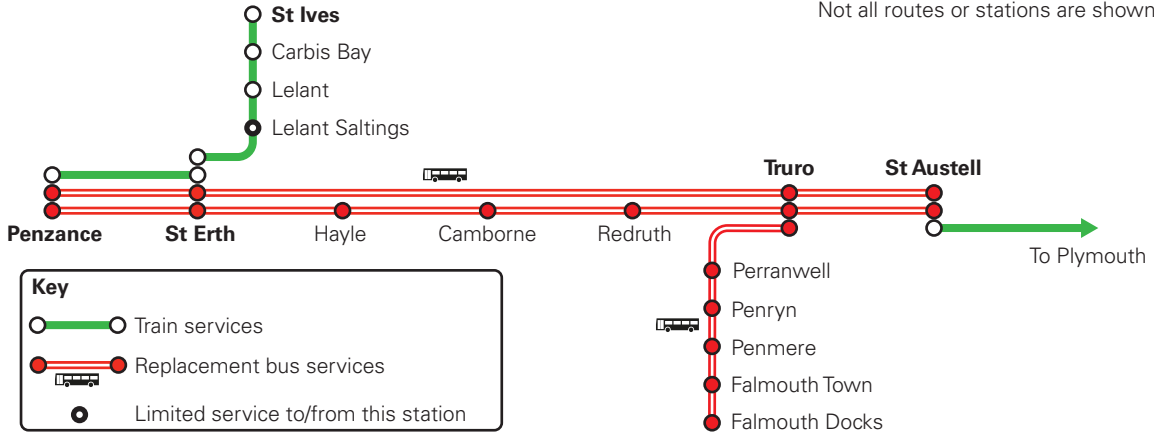 St Ives
Not all routes or stations are shown
Carbis Bay
Lelant
Lelant Saltings
Truro
St Austell
Penzance
St Erth
Hayle
Camborne
Redruth
To Plymouth
Perranwell
Penryn
Penmere
Falmouth Town
Falmouth Docks
Key
Train services
Replacement bus services
Limited service to/from this station